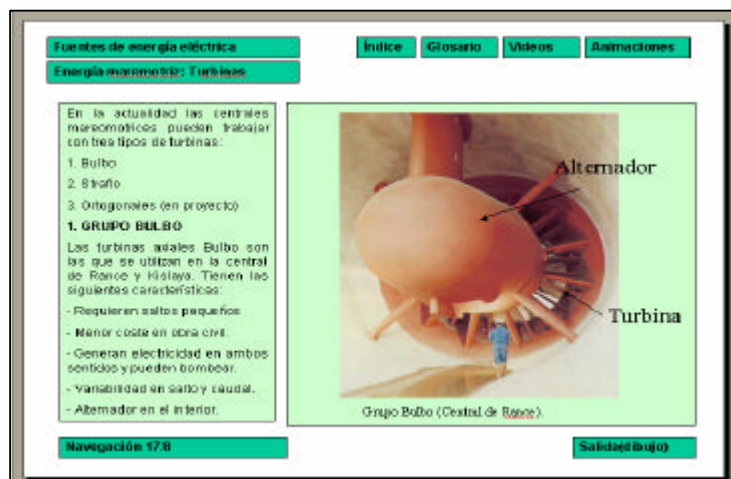 Fuentes de energía eléctrica
Índice
Glosario
Videos
Animaciones
Energía maremotriz: Turbinas
En la actualidad las centrales
mareomotrices pueden trabajar
con tres tipos de turbinas:
1. Bulbo
2. Straflo
3. Ortogonales (en proyecto)
1. GRUPO BULBO
Las turbinas axiales Bulbo son
las que se utilizan en la central
de Rance y Kislaya. Tienen las
siguientes características:
- Requieren saltos pequeños
- Menor coste en obra civil.
- Generan electricidad en ambos
sentidos y pueden bombear.
- Variabilidad en salto y caudal.
- Alternador en el interior.
Alternador
Turbina
Grupo Bulbo (Central de Rance).
Navegación 17/8
Salida(dibujo)